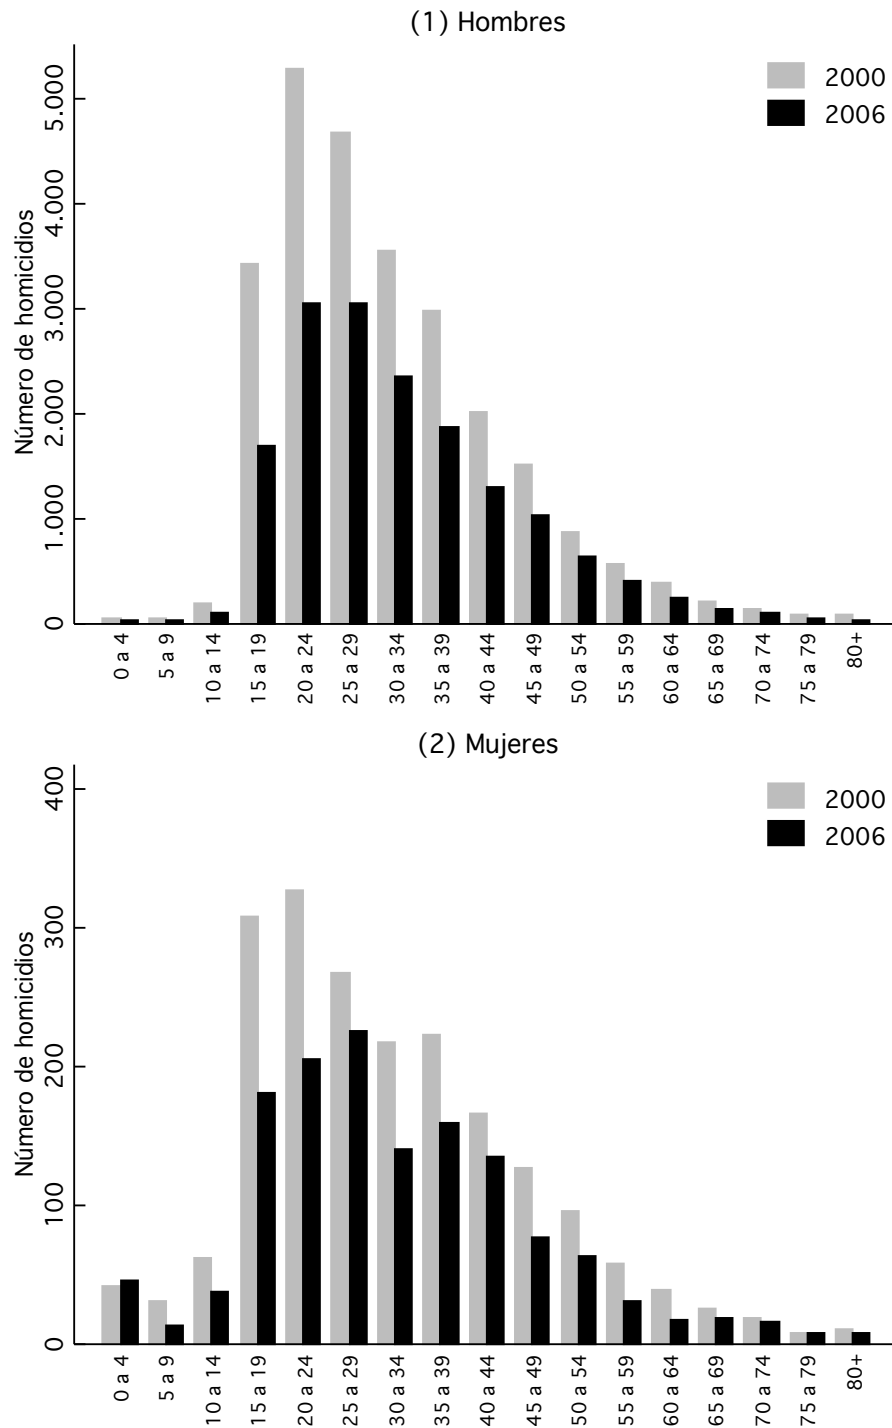 (1) Hombres
2000
2006
Número de homicidios
5.000
4.000
3.000
2.000
1.000
0
0 a 4
5 a 9
10 a 14
15 a 19
20 a 24
25 a 29
30 a 34
35 a 39
40 a 44
45 a 49
50 a 54
55 a 59
60 a 64
65 a 69
70 a 74
75 a 79
80+
(2) Mujeres
2000
2006
Número de homicidios
400
300
200
100
0
0 a 4
5 a 9
10 a 14
15 a 19
20 a 24
25 a 29
30 a 34
35 a 39
40 a 44
45 a 49
50 a 54
55 a 59
60 a 64
65 a 69
70 a 74
75 a 79
80+